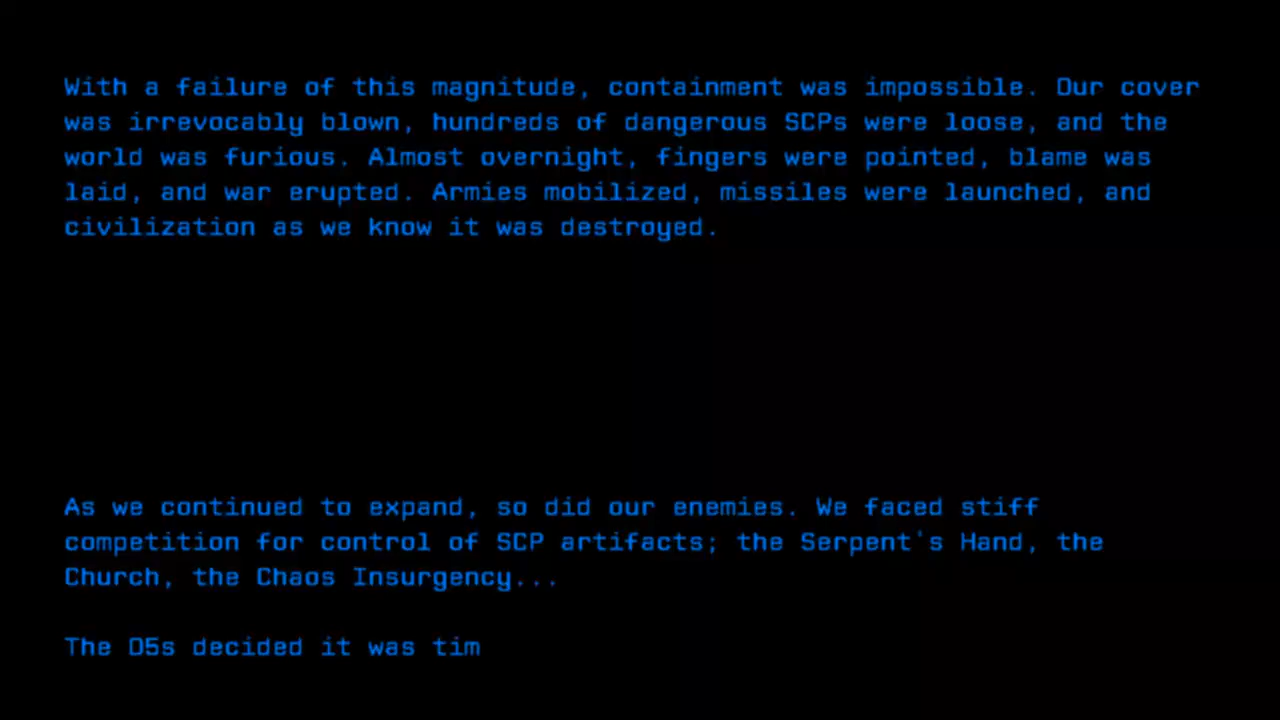 With a failure of this magnitude, containment was impossible. Our cover
was irrevocably blown, hundreds of dangerous SCPs were loose, and the
world was furious. Almost overnight, fingers were pointed, blame was
laid, and war erupted. Armies mobilized, missiles were launched, and
civilization as we know it was destroyed.
As we continued to expand, so did our enemies. We faced stiff
competition for control of SCP artifacts; the Serpent's Hand, the
Church, the Chaos Insurgency...
The O5s decided it was tim